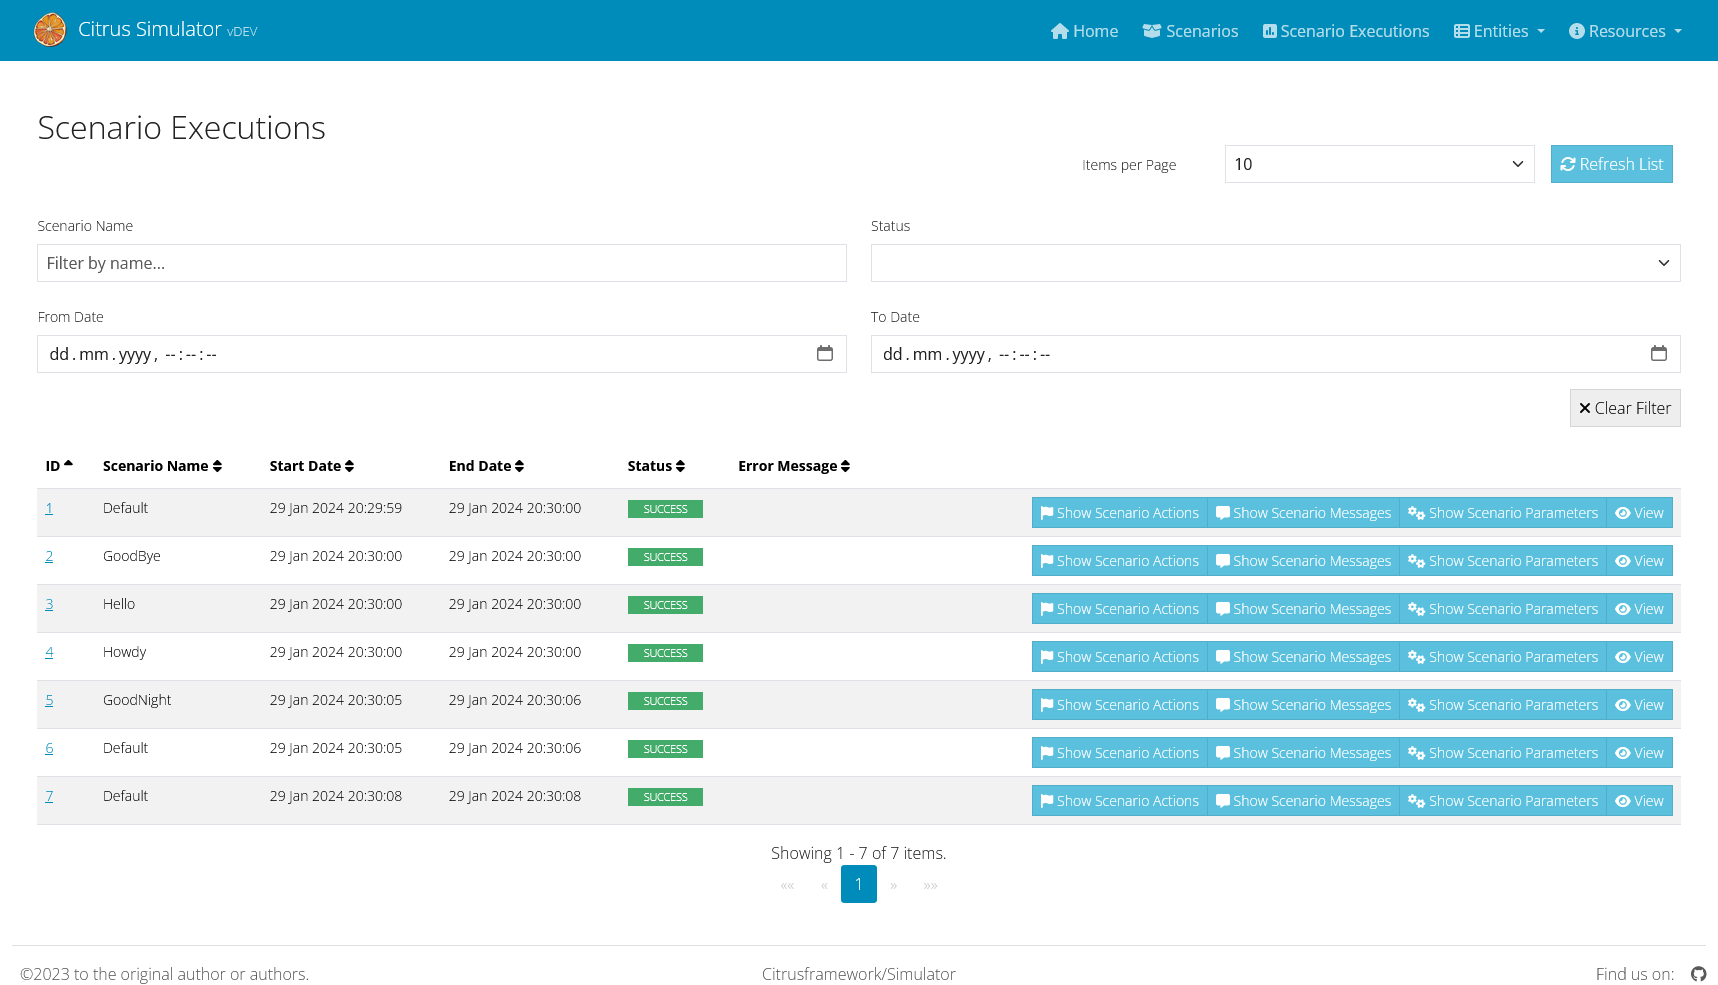 Citrus Simulator vDEV
Home Scenarios Scenario Executions Entities Resources
Scenario Executions
Items per Page 10 Refresh List
Scenario Name Status
Filter by name...
From Date To Date
dd.mm.yyyy, --:--:-- dd.mm.yyyy, --:--:--
Clear Filter
ID Scenario Name Start Date End Date Status Error Message
1 Default 29 Jan 2024 20:29:59 29 Jan 2024 20:30:00 SUCCESS Show Scenario Actions Show Scenario Messages Show Scenario Parameters View
2 GoodBye 29 Jan 2024 20:30:00 29 Jan 2024 20:30:00 SUCCESS Show Scenario Actions Show Scenario Messages Show Scenario Parameters View
3 Hello 29 Jan 2024 20:30:00 29 Jan 2024 20:30:00 SUCCESS Show Scenario Actions Show Scenario Messages Show Scenario Parameters View
4 Howdy 29 Jan 2024 20:30:00 29 Jan 2024 20:30:00 SUCCESS Show Scenario Actions Show Scenario Messages Show Scenario Parameters View
5 GoodNight 29 Jan 2024 20:30:05 29 Jan 2024 20:30:06 SUCCESS Show Scenario Actions Show Scenario Messages Show Scenario Parameters View
6 Default 29 Jan 2024 20:30:05 29 Jan 2024 20:30:06 SUCCESS Show Scenario Actions Show Scenario Messages Show Scenario Parameters View
7 Default 29 Jan 2024 20:30:08 29 Jan 2024 20:30:08 SUCCESS Show Scenario Actions Show Scenario Messages Show Scenario Parameters View
Showing 1 - 7 of 7 items.
«« « 1 » »»
©2023 to the original author or authors. Citrusframework/Simulator Find us on: